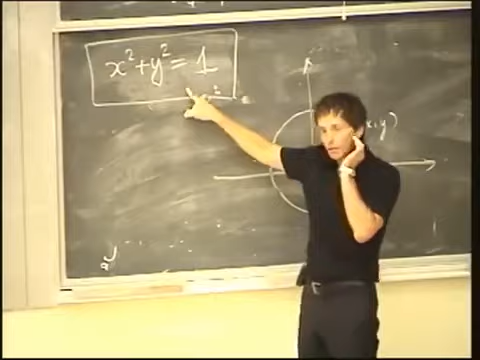 x² + y² = 1
x, y)